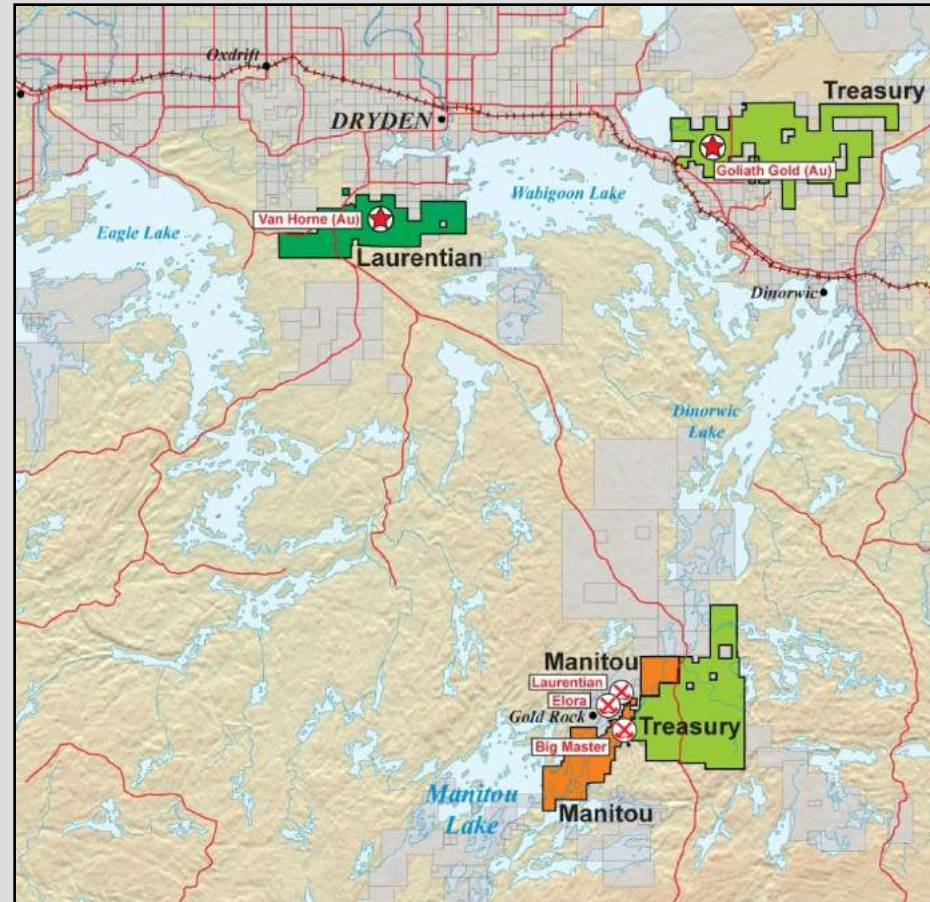 Oxdrift
DRYDEN
Treasury
Goliath Gold (Au)
Wabigoon Lake
Van Horne (Au)
Eagle Lake
Laurentian
Dinorwic
Dinorwic
Lake
Manitou
Laurentian
Elora
Gold Rock
Treasury
Big Master
Manitou
Lake
Manitou